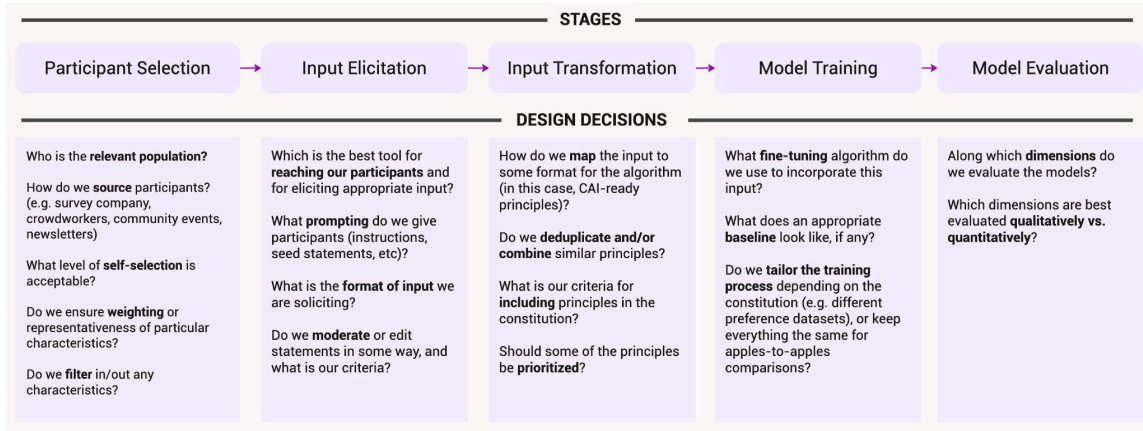 STAGES
Participant Selection
Input Elicitation
Input Transformation
Model Training
Model Evaluation
DESIGN DECISIONS
Who is the relevant population?
How do we source participants?
(e.g. survey company,
crowdworkers, community events,
newsletters)
What level of self-selection is
acceptable?
Do we ensure weighting or
representativeness of particular
characteristics?
Do we filter in/out any
characteristics?
Which is the best tool for
reaching our participants and
for eliciting appropriate input?
What prompting do we give
participants (instructions,
seed statements, etc)?
What is the format of input we
are soliciting?
Do we moderate or edit
statements in some way, and
what is our criteria?
How do we map the input to
some format for the algorithm
(in this case, CAI-ready
principles)?
Do we deduplicate and/or
combine similar principles?
What is our criteria for
including principles in the
constitution?
Should some of the principles
be prioritized?
What fine-tuning algorithm do
we use to incorporate this
input?
What does an appropriate
baseline look like, if any?
Do we tailor the training
process depending on the
constitution (e.g. different
preference datasets), or keep
everything the same for
apples-to-apples
comparisons?
Along which dimensions do
we evaluate the models?
Which dimensions are best
evaluated qualitatively vs.
quantitatively?